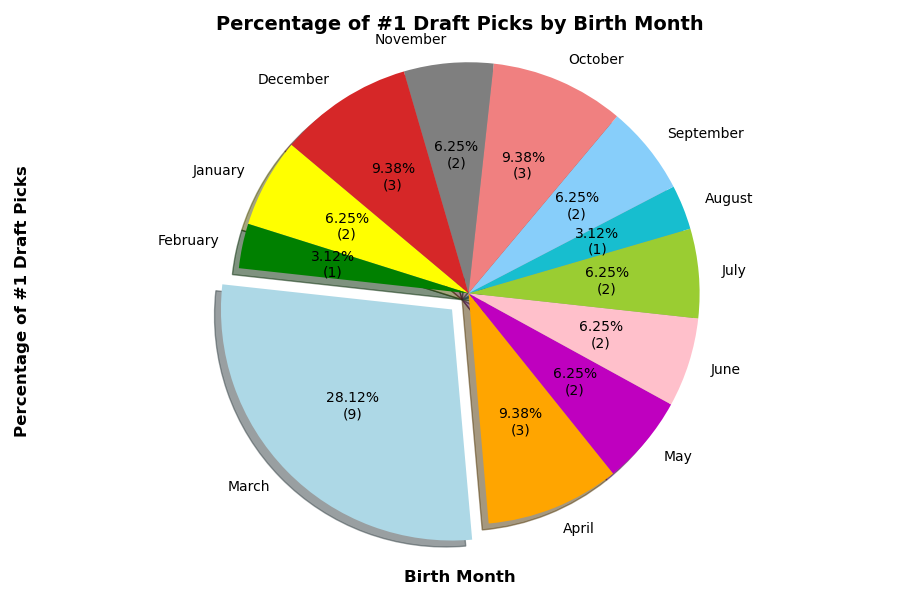 Percentage of #1 Draft Picks by Birth Month
November
October
December
September
6.25%
(2)
9.38%
(3)
January
9.38%
(3)
August
6.25%
(2)
6.25%
(2)
February
3.12%
(1)
3.12%
(1)
July
6.25%
(2)
Percentage of #1 Draft Picks
6.25%
(2)
June
6.25%
(2)
28.12%
(9)
9.38%
(3)
May
March
April
Birth Month